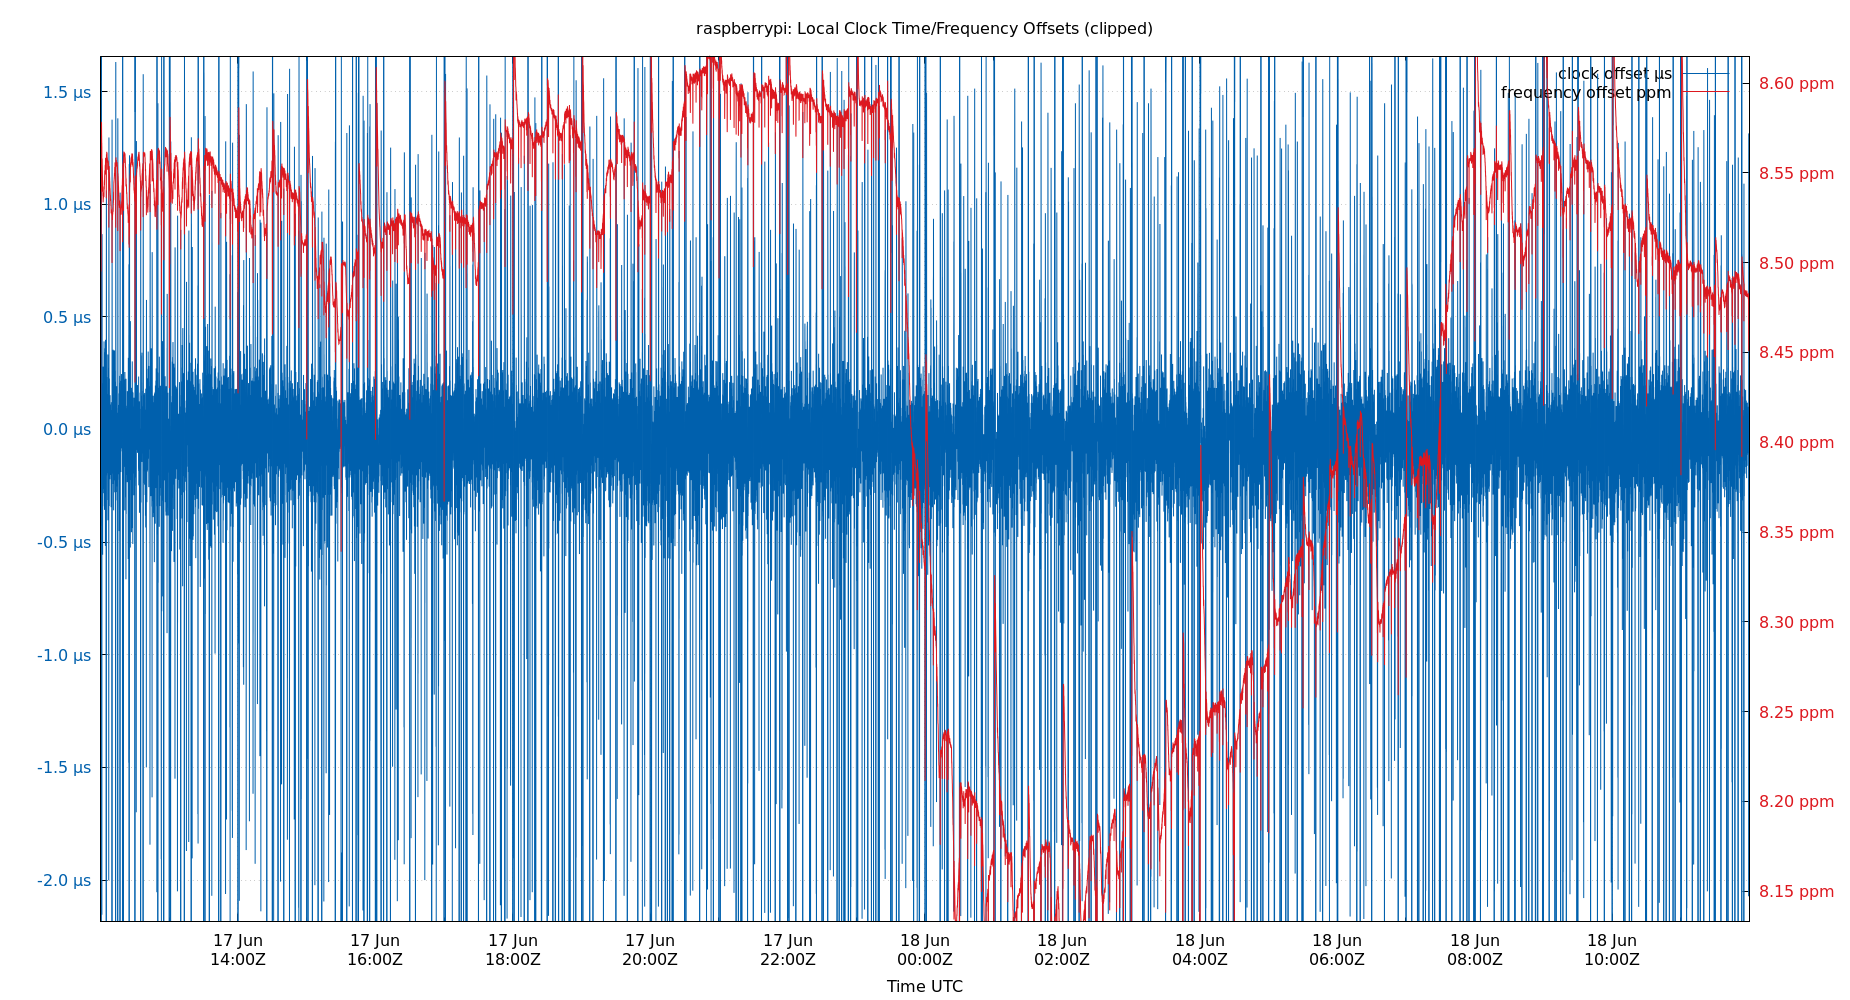 raspberrypi: Local Clock Time/Frequency Offsets (clipped)
clock offset µs
frequency offset ppm
1.5 µs
1.0 µs
0.5 µs
0.0 µs
-0.5 µs
-1.0 µs
-1.5 µs
-2.0 µs
8.60 ppm
8.55 ppm
8.50 ppm
8.45 ppm
8.40 ppm
8.35 ppm
8.30 ppm
8.25 ppm
8.20 ppm
8.15 ppm
17 Jun 17 Jun 17 Jun 17 Jun 17 Jun 18 Jun 18 Jun 18 Jun 18 Jun 18 Jun 18 Jun
14:00Z 16:00Z 18:00Z 20:00Z 22:00Z 00:00Z 02:00Z 04:00Z 06:00Z 08:00Z 10:00Z
Time UTC